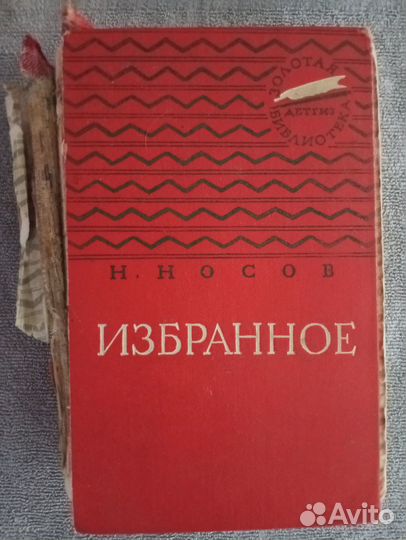 ЗОЛОТАЯ
БИБЛИОТЕКА
ДЕТГИЗ
Н. НОСОВ
ИЗБРАННОЕ
Avito